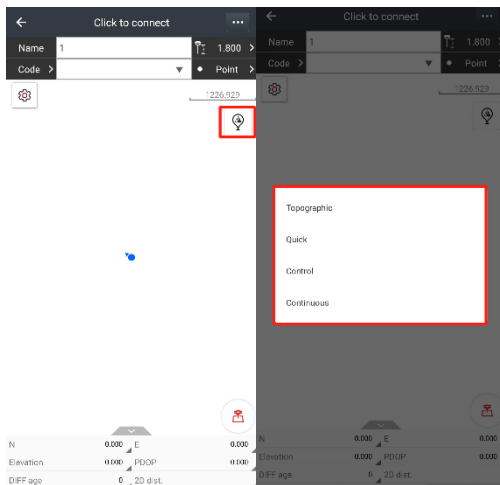 Click to connect
Name 1 1.800
Code Point
1226.929
N 0.000 E 0.000
Elevation 0.000 PDOP 0.000
DIFF age 0 2D dist.
Click to connect
Name 1 1.800
Code Point
1226.929
Topographic
Quick
Control
Continuous
N 0.000 E 0.000
Elevation 0.000 PDOP 0.000
DIFF age 0 2D dist.